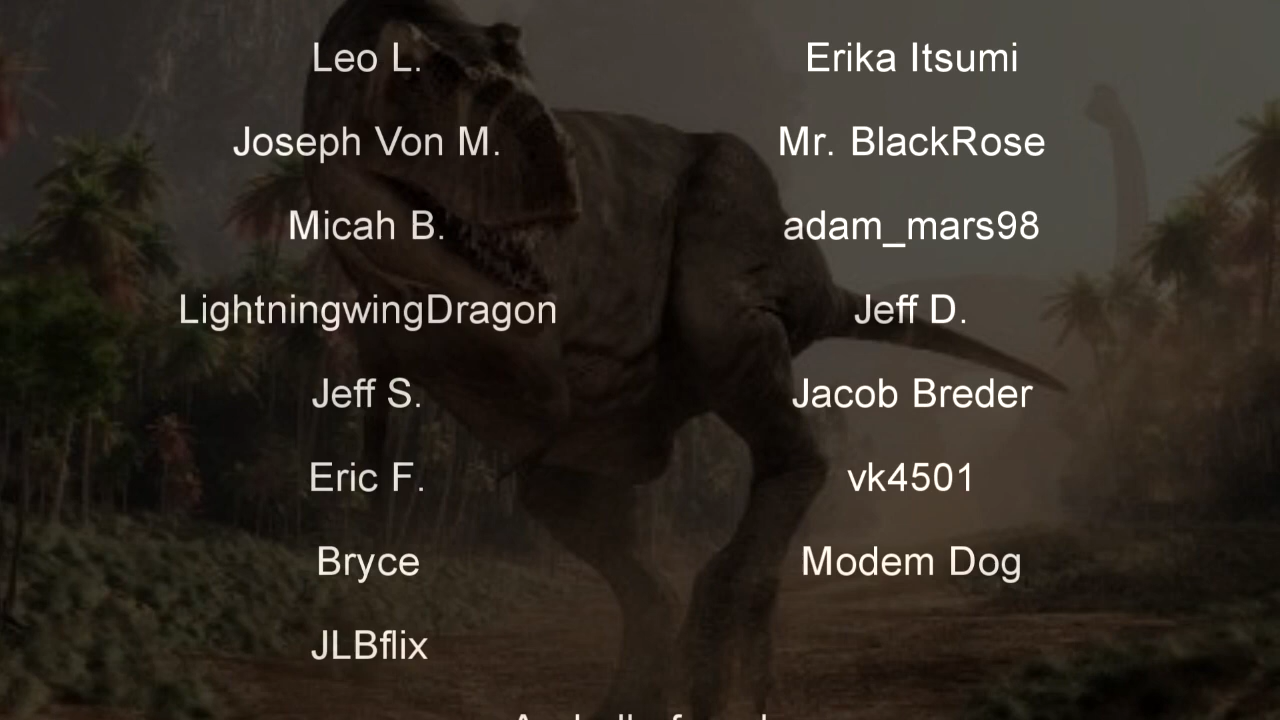 Leo L.
Erika Itsumi
Joseph Von M.
Mr. BlackRose
Micah B.
adam_mars98
LightningwingDragon
Jeff D.
Jeff S.
Jacob Breder
Eric F.
vk4501
Bryce
Modem Dog
JLBflix